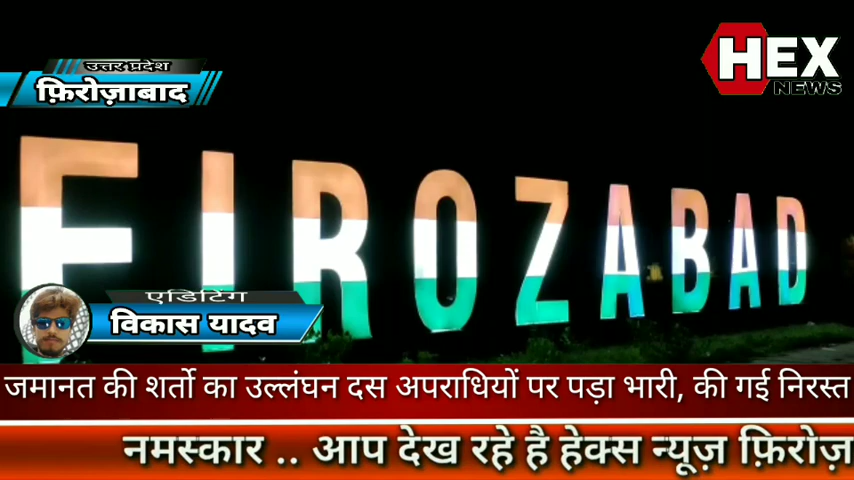 उत्तर प्रदेश
फ़िरोज़ाबाद
HEX
NEWS
FIROZABAD
एडिटिंग
विकास यादव
जमानत की शर्तो का उल्लंघन दस अपराधियों पर पड़ा भारी, की गई निरस्त
नमस्कार .. आप देख रहे है हेक्स न्यूज़ फ़िरोज़